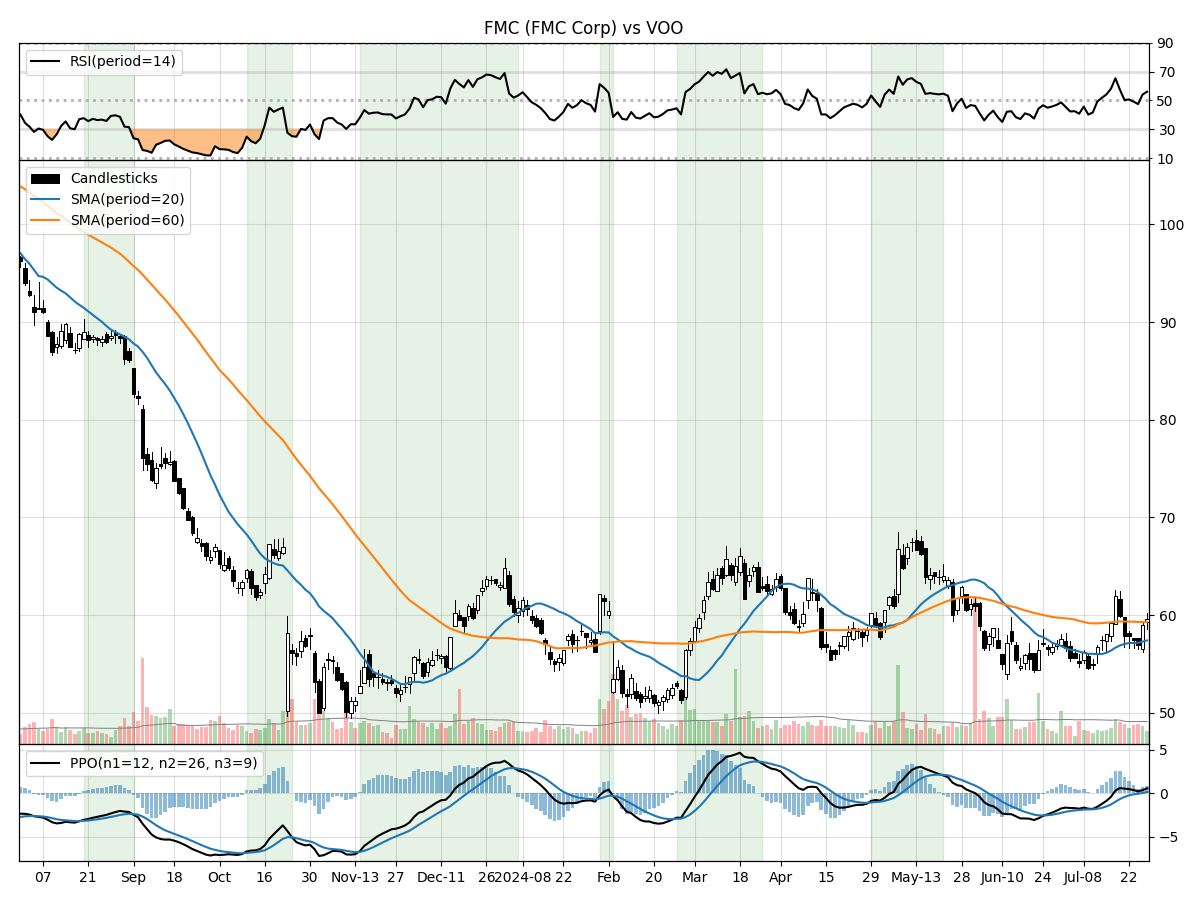 FMC (FMC Corp) vs VOO
RSI(period=14)
90
70
50
30
10
Candlesticks
SMA(period=20)
SMA(period=60)
100
90
80
70
60
50
PPO(n1=12, n2=26, n3=9)
5
0
−5
07 21 Sep 18 Oct 16 30 Nov-13 27 Dec-11 26 2024-08 22 Feb 20 Mar 18 Apr 15 29 May-13 28 Jun-10 24 Jul-08 22